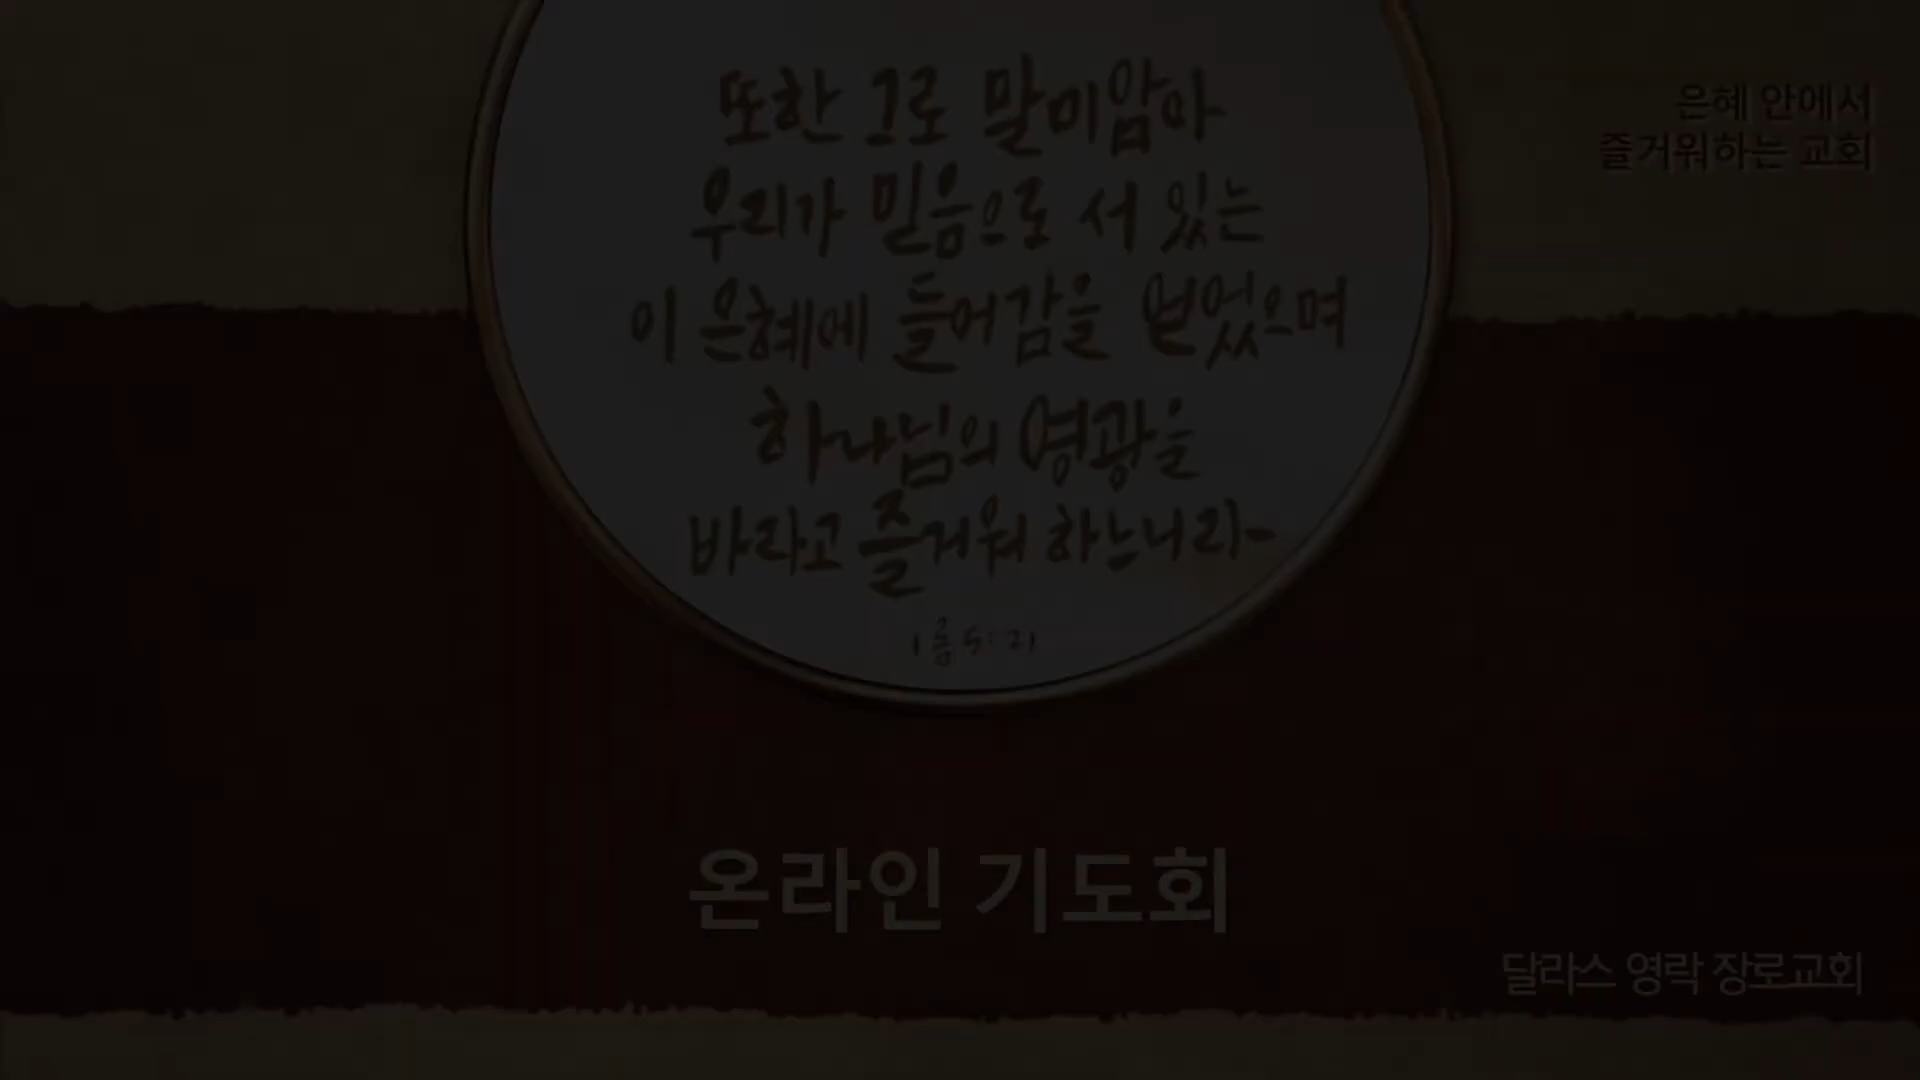 또한 그로 말미암아
우리가 믿음으로 서 있는
이 은혜에 들어감을 얻었으며
하나님의 영광을
바라고 즐거워 하느니라
은혜 안에서
즐거워하는 교회
온라인 기도회
달라스 영락 장로교회